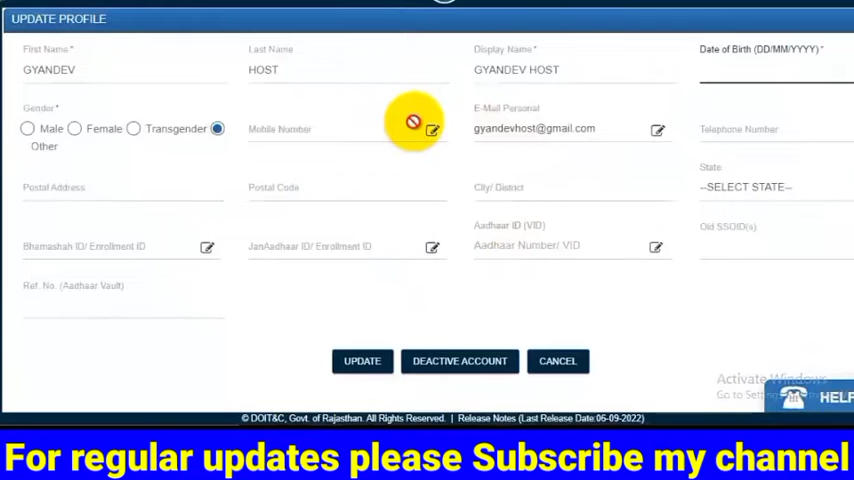 UPDATE PROFILE
First Name *
Last Name
Display Name *
Date of Birth (DD/MM/YYYY) *
GYANDEV
HOST
GYANDEV HOST
Gender *
E-Mail Personal
Male
Female
Transgender
Other
Mobile Number
gyandevhost@gmail.com
Telephone Number
State
Postal Address
Postal Code
City/ District
--SELECT STATE--
Aadhaar ID (VID)
Old SSOID(s)
Bhamashah ID/ Enrollment ID
JanAadhaar ID/ Enrollment ID
Aadhaar Number/ VID
Ref. No. (Aadhaar Vault)
UPDATE
DEACTIVE ACCOUNT
CANCEL
Activate Windows
Go to
HELP
© DOIT&C, Govt. of Rajasthan. All Rights Reserved. | Release Notes (Last Release Date:06-09-2022)
For regular updates please Subscribe my channel